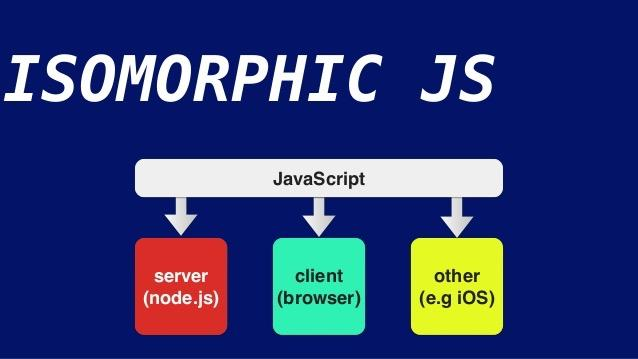 ISOMORPHIC JS
JavaScript
server
(node.js)
client
(browser)
other
(e.g iOS)